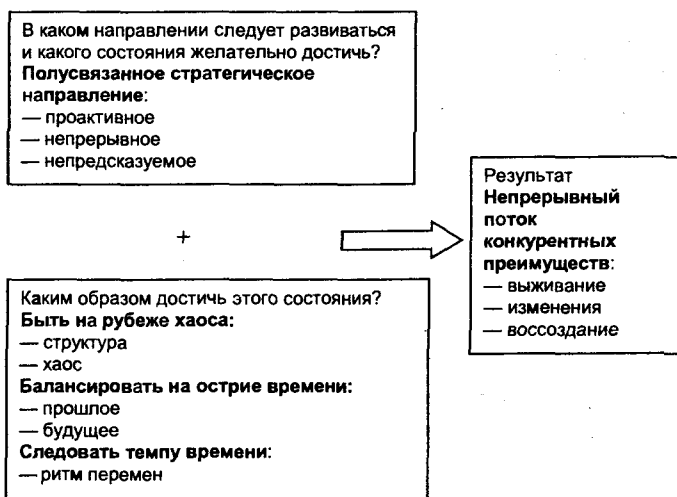 В каком направлении следует развиваться
и какого состояния желательно достичь?
Полусвязанное стратегическое
направление:
— проактивное
— непрерывное
— непредсказуемое
+
Каким образом достичь этого состояния?
Быть на рубеже хаоса:
— структура
— хаос
Балансировать на острие времени:
— прошлое
— будущее
Следовать темпу времени:
— ритм перемен
Результат
Непрерывный
поток
конкурентных
преимуществ:
— выживание
— изменения
— воссоздание